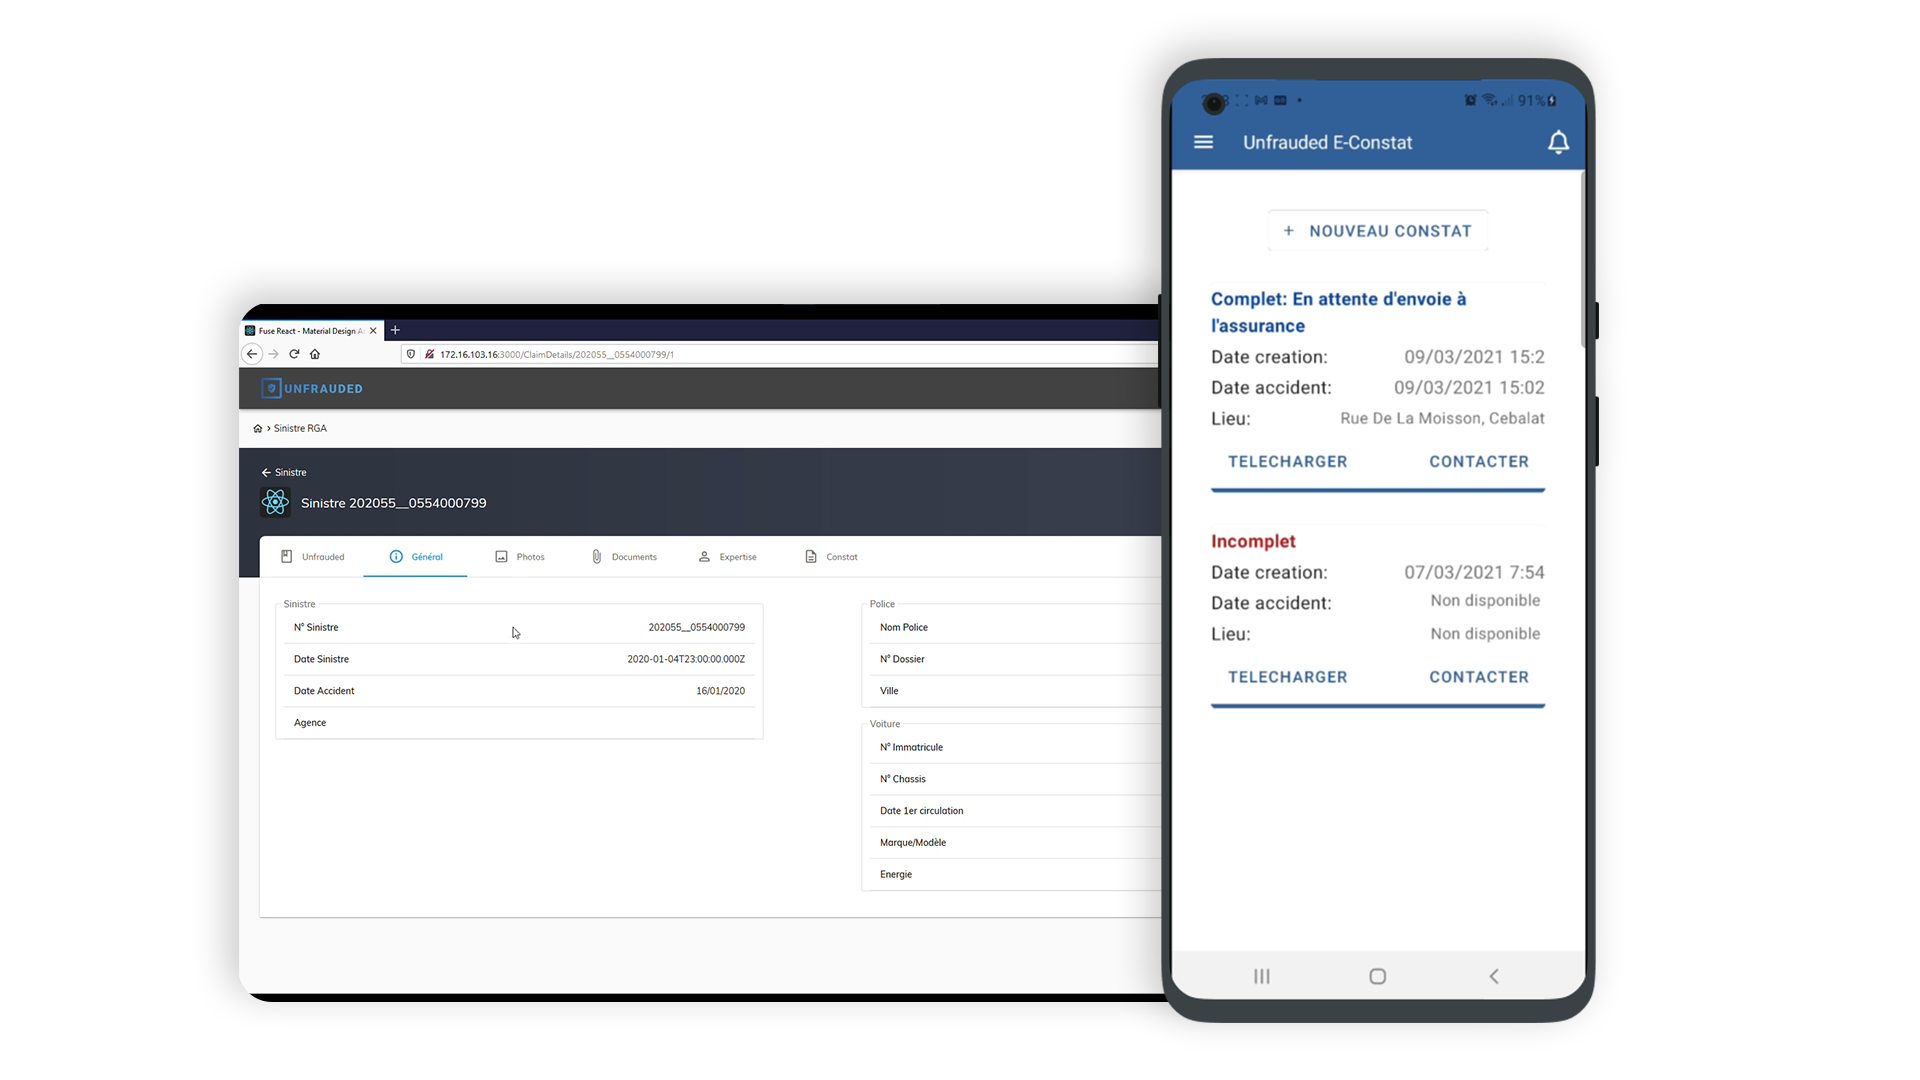 Fuse React - Material Design A
172.16.103.16:3000/ClaimDetails/202055__0554000799/1
UNFRAUDED
> Sinistre RGA
Sinistre
Sinistre 202055__0554000799
Unfrauded
Général
Photos
Documents
Expertise
Constat
Sinistre
N° Sinistre 202055__0554000799
Date Sinistre 2020-01-04T23:00:00.000Z
Date Accident 16/01/2020
Agence
Police
Nom Police
N° Dossier
Ville
Voiture
N° Immatricule
N° Chassis
Date 1er circulation
Marque/Modèle
Energie
91%
Unfrauded E-Constat
+ NOUVEAU CONSTAT
Complet: En attente d'envoie à
l'assurance
Date creation: 09/03/2021 15:2
Date accident: 09/03/2021 15:02
Lieu: Rue De La Moisson, Cebalat
TELECHARGER CONTACTER
Incomplet
Date creation: 07/03/2021 7:54
Date accident: Non disponible
Lieu: Non disponible
TELECHARGER CONTACTER